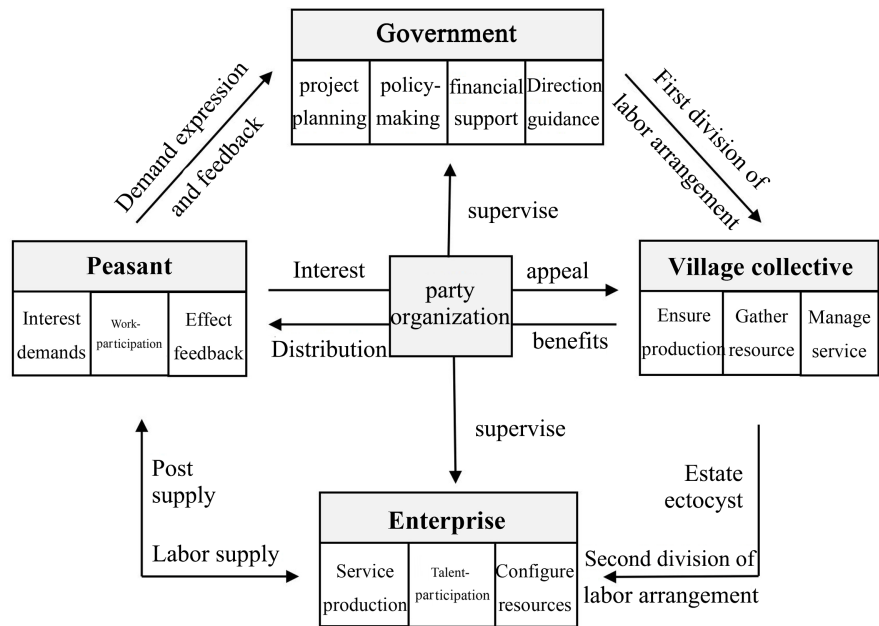 Government
project
planning
policy-
making
financial
support
Direction
guidance
Demand expression
and feedback
First division of
labor arrangement
supervise
Peasant
Interest
demands
Work-
participation
Effect
feedback
Interest
appeal
party
organization
Distribution
benefits
Village collective
Ensure
production
Gather
resource
Manage
service
supervise
Post
supply
Labor supply
Estate
ectocyst
Second division of
labor arrangement
Enterprise
Service
production
Talent-
participation
Configure
resources